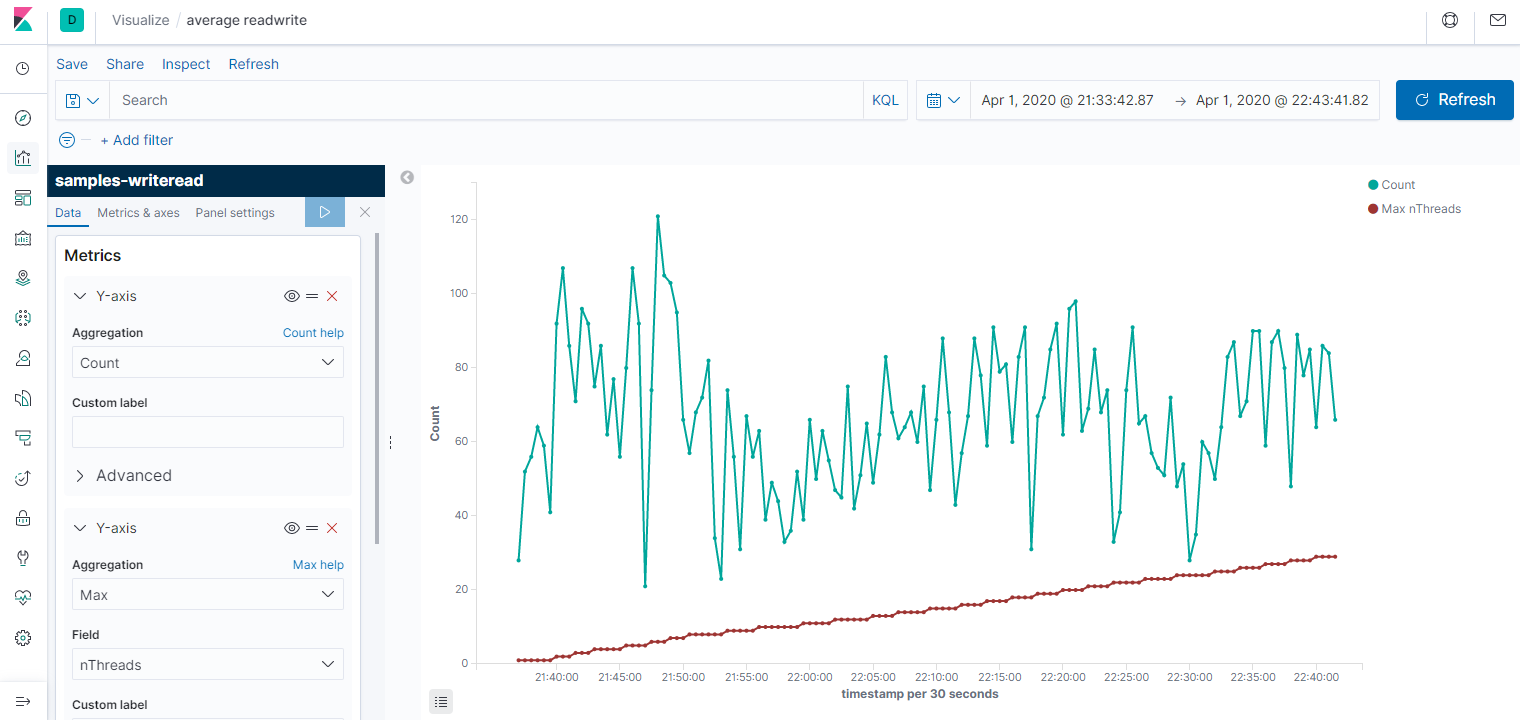 D Visualize / average readwrite
Save Share Inspect Refresh
Search KQL Apr 1, 2020 @ 21:33:42.87 → Apr 1, 2020 @ 22:43:41.82 Refresh
+ Add filter
samples-writeread
Data Metrics & axes Panel settings
Metrics
Y-axis
Aggregation Count help
Count
Custom label
Advanced
Y-axis
Aggregation Max help
Max
Field
nThreads
Custom label
Count
120
100
80
60
40
20
0
21:40:00 21:45:00 21:50:00 21:55:00 22:00:00 22:05:00 22:10:00 22:15:00 22:20:00 22:25:00 22:30:00 22:35:00 22:40:00
timestamp per 30 seconds
Count
Max nThreads